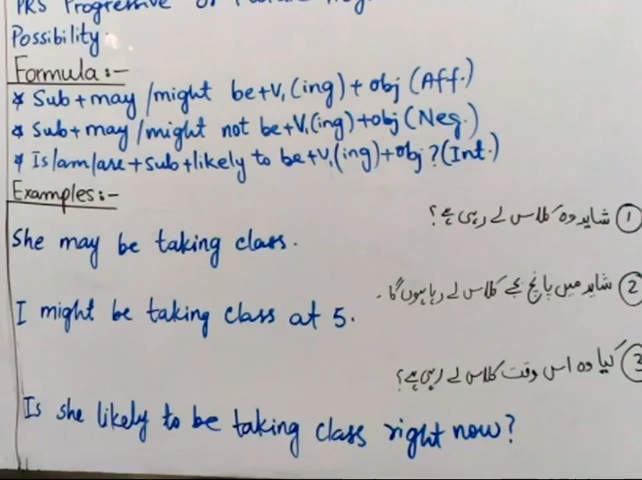 PRS Progressive or Future
Possibility.
Formula:-
* Sub+may/might be+V₁(ing)+obj (Aff.)
* Sub+may/might not be+V₁(ing)+obj (Neg.)
* Is/am/are+Sub+likely to be+V₁(ing)+obj?(Int.)
Examples:-
① شاید وہ کلاس لے رہی ہے؟
She may be taking class.
② شاید میں پانچ بجے کلاس لے رہا ہوں گا۔
I might be taking class at 5.
③ کیا وہ اس وقت کلاس لے رہی ہے؟
Is she likely to be taking class right now?